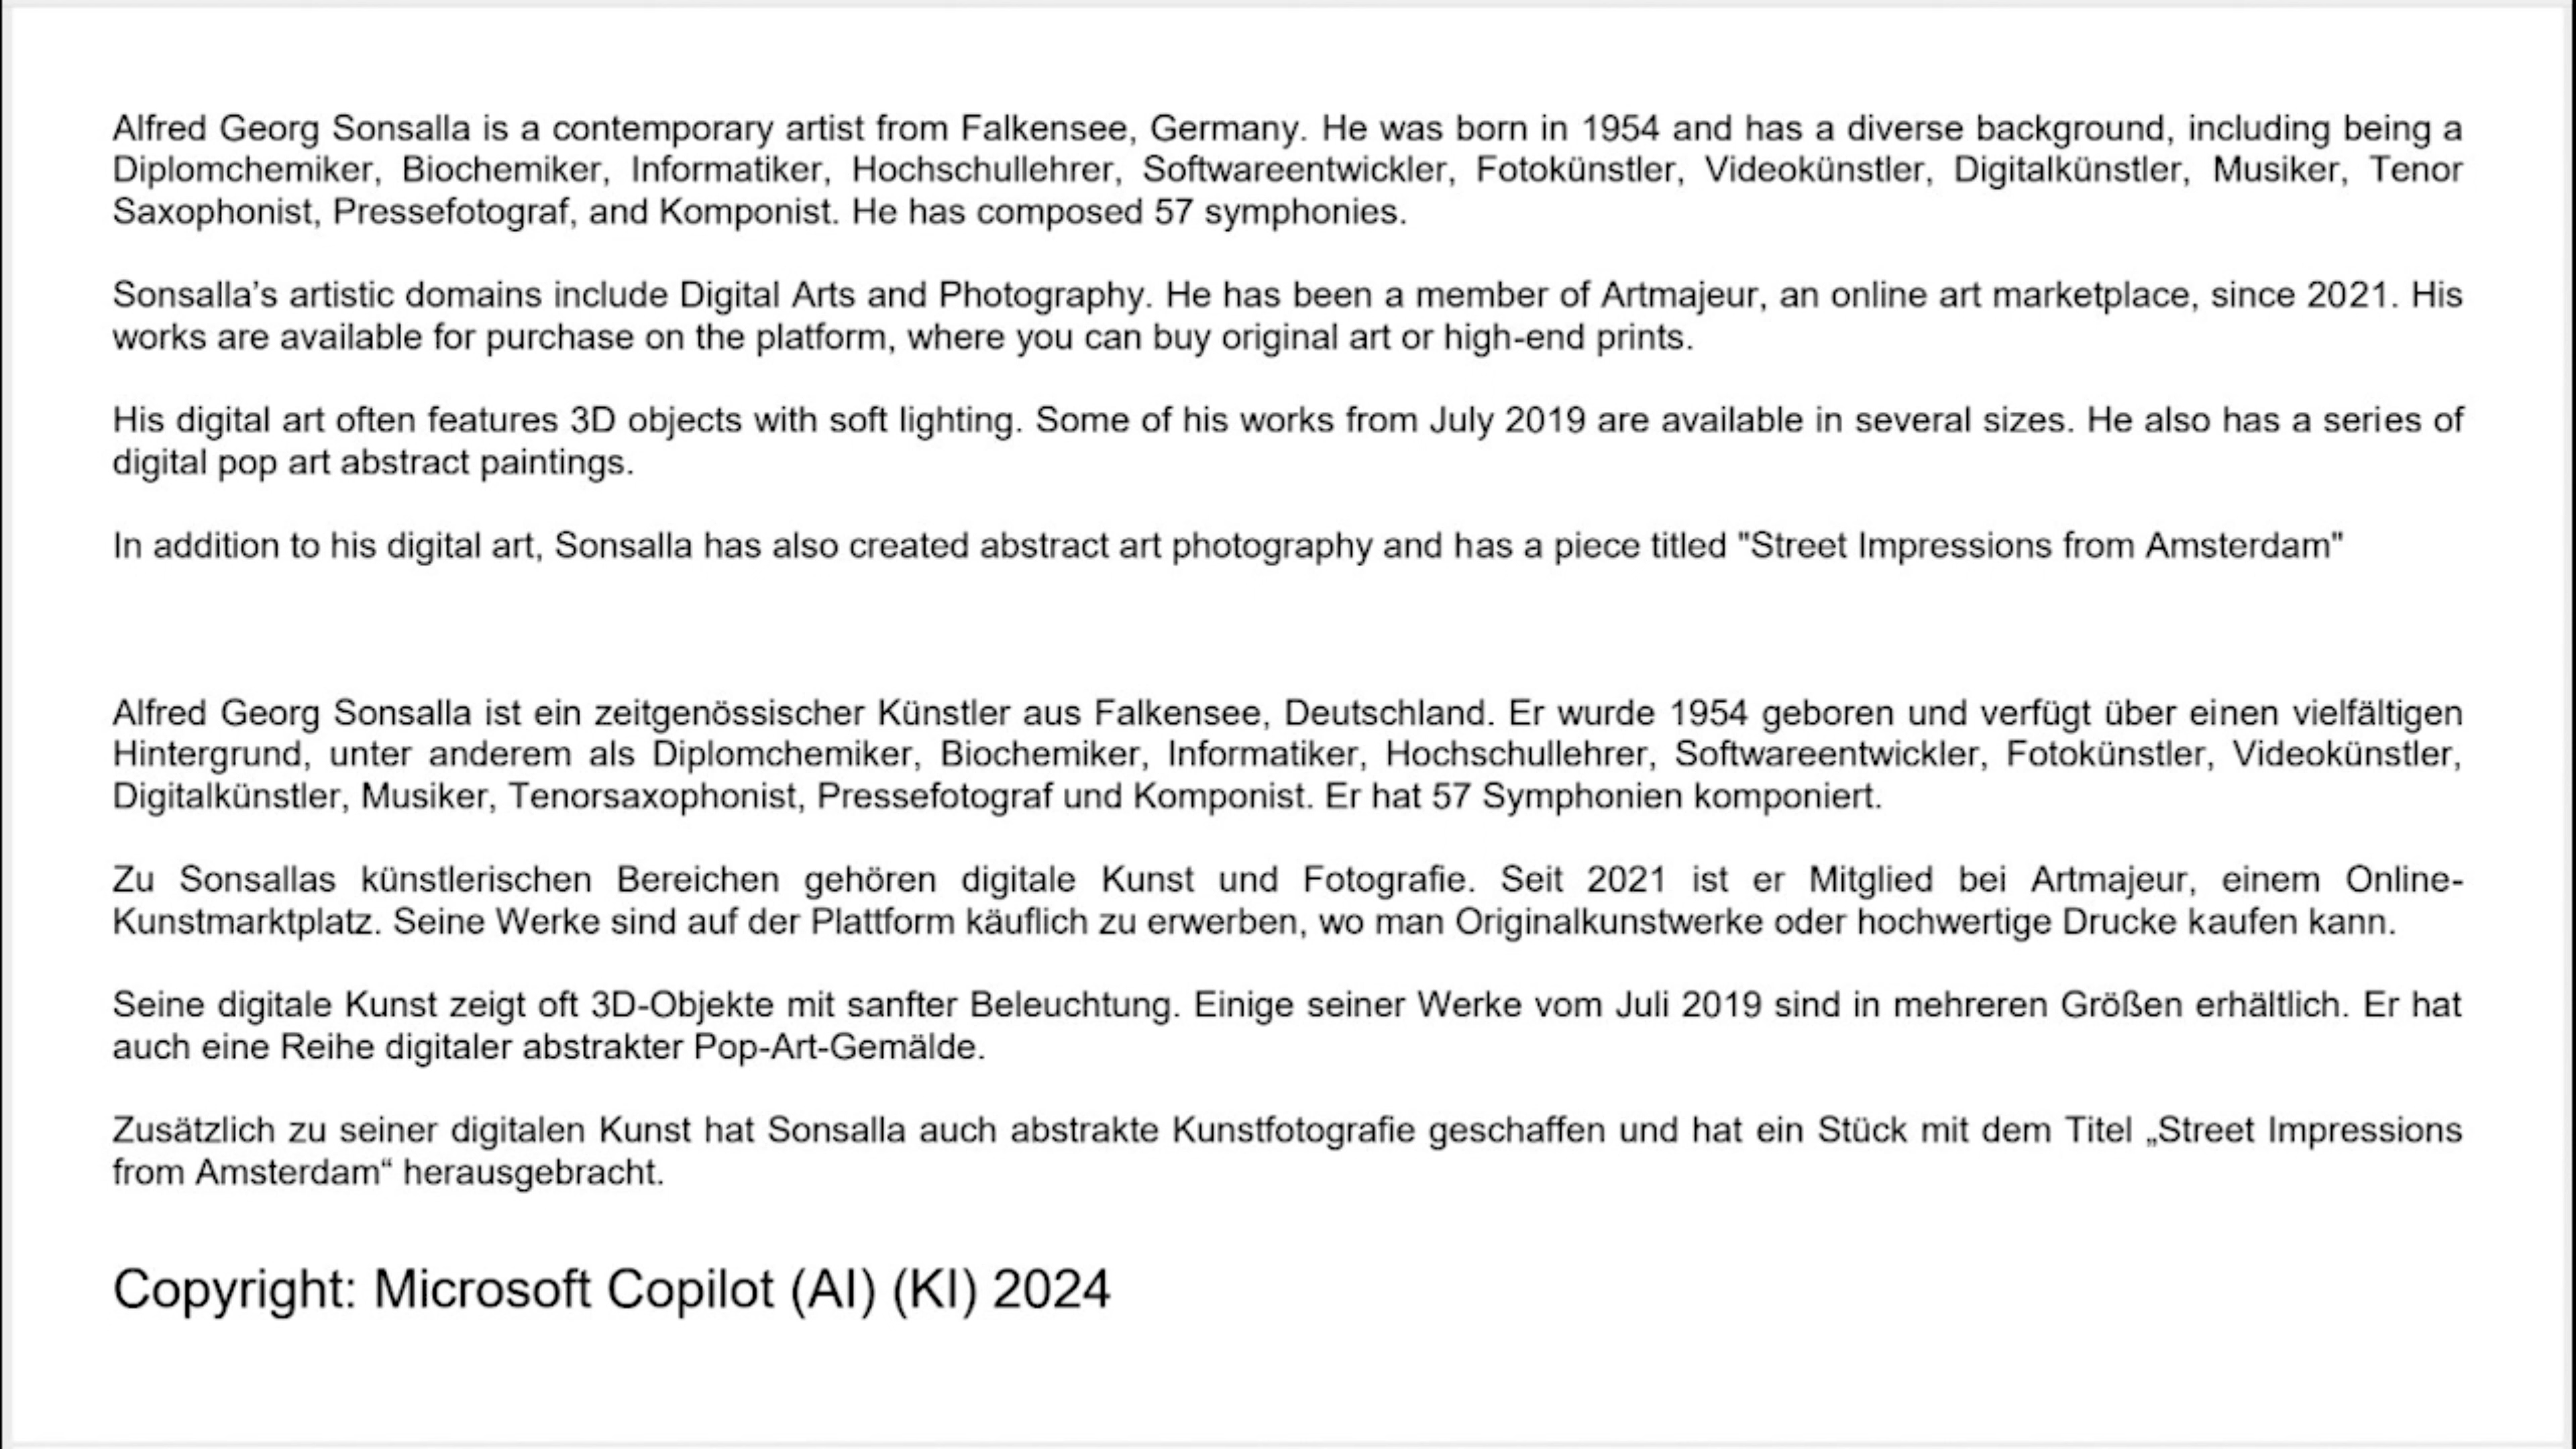 Alfred Georg Sonsalla is a contemporary artist from Falkensee, Germany. He was born in 1954 and has a diverse background, including being a
Diplomchemiker, Biochemiker, Informatiker, Hochschullehrer, Softwareentwickler, Fotokünstler, Videokünstler, Digitalkünstler, Musiker, Tenor
Saxophonist, Pressefotograf, and Komponist. He has composed 57 symphonies.
Sonsalla’s artistic domains include Digital Arts and Photography. He has been a member of Artmajeur, an online art marketplace, since 2021. His
works are available for purchase on the platform, where you can buy original art or high-end prints.
His digital art often features 3D objects with soft lighting. Some of his works from July 2019 are available in several sizes. He also has a series of
digital pop art abstract paintings.
In addition to his digital art, Sonsalla has also created abstract art photography and has a piece titled "Street Impressions from Amsterdam"
Alfred Georg Sonsalla ist ein zeitgenössischer Künstler aus Falkensee, Deutschland. Er wurde 1954 geboren und verfügt über einen vielfältigen
Hintergrund, unter anderem als Diplomchemiker, Biochemiker, Informatiker, Hochschullehrer, Softwareentwickler, Fotokünstler, Videokünstler,
Digitalkünstler, Musiker, Tenorsaxophonist, Pressefotograf und Komponist. Er hat 57 Symphonien komponiert.
Zu Sonsallas künstlerischen Bereichen gehören digitale Kunst und Fotografie. Seit 2021 ist er Mitglied bei Artmajeur, einem Online-
Kunstmarktplatz. Seine Werke sind auf der Plattform käuflich zu erwerben, wo man Originalkunstwerke oder hochwertige Drucke kaufen kann.
Seine digitale Kunst zeigt oft 3D-Objekte mit sanfter Beleuchtung. Einige seiner Werke vom Juli 2019 sind in mehreren Größen erhältlich. Er hat
auch eine Reihe digitaler abstrakter Pop-Art-Gemälde.
Zusätzlich zu seiner digitalen Kunst hat Sonsalla auch abstrakte Kunstfotografie geschaffen und hat ein Stück mit dem Titel „Street Impressions
from Amsterdam“ herausgebracht.
Copyright: Microsoft Copilot (AI) (KI) 2024